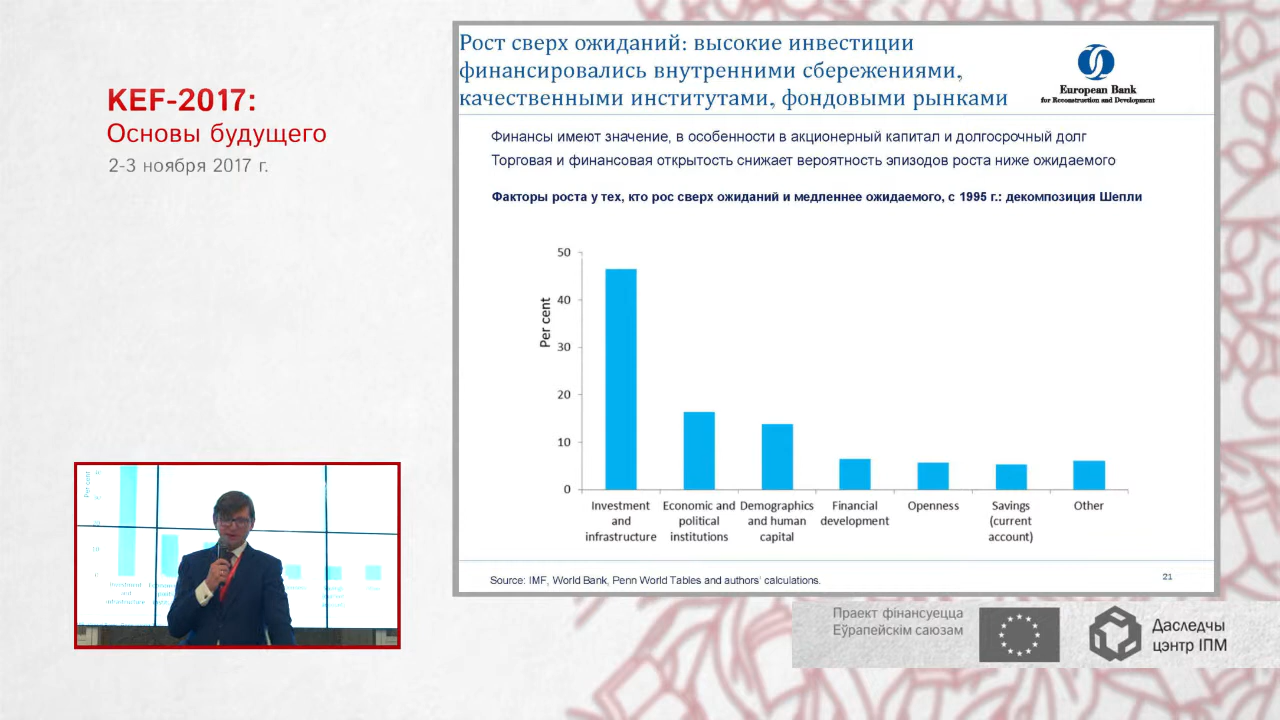 KEF-2017:
Основы будущего
2-3 ноября 2017 г.
Рост сверх ожиданий: высокие инвестиции
финансировались внутренними сбережениями,
качественными институтами, фондовыми рынками
European Bank
for Reconstruction and Development
Финансы имеют значение, в особенности в акционерный капитал и долгосрочный долг
Торговая и финансовая открытость снижает вероятность эпизодов роста ниже ожидаемого
Факторы роста у тех, кто рос сверх ожиданий и медленнее ожидаемого, с 1995 г.: декомпозиция Шепли
Per cent
50
40
30
20
10
0
Investment and infrastructure
Economic and political institutions
Demographics and human capital
Financial development
Openness
Savings (current account)
Other
Source: IMF, World Bank, Penn World Tables and authors' calculations.
21
Праект фінансуецца
Еўрапейскім саюзам
Даследчы
цэнтр ІПМ